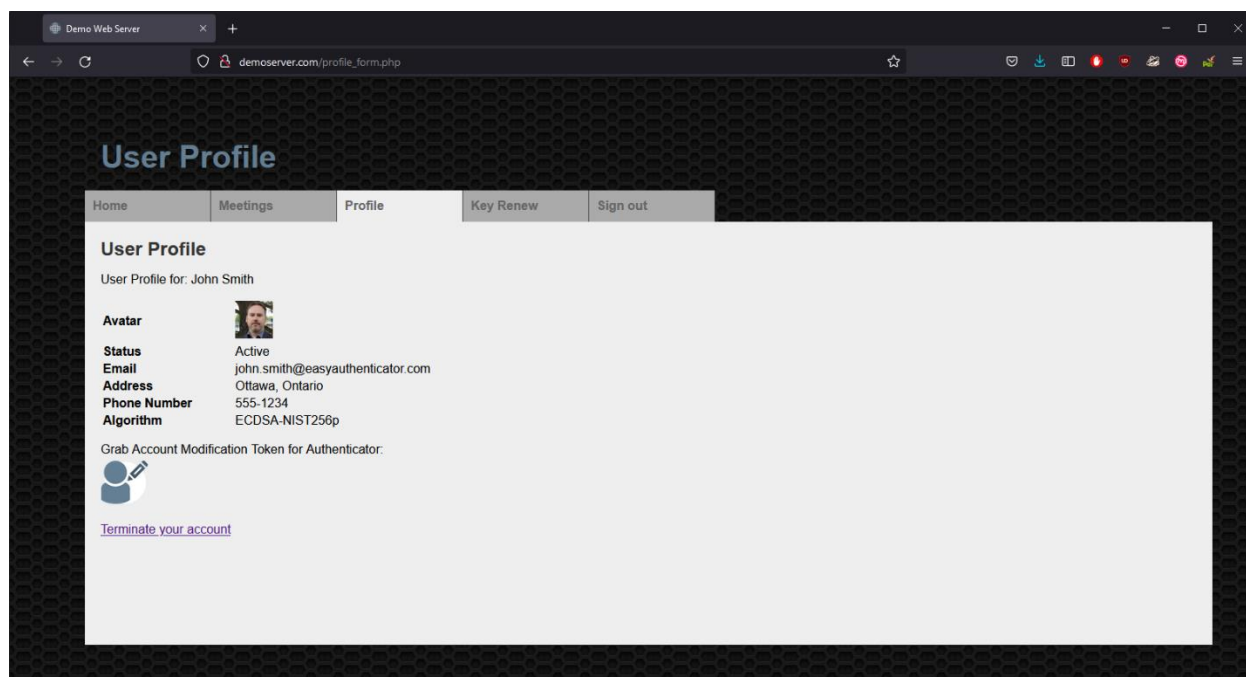 Demo Web Server
demoserver.com/profile_form.php
User Profile
Home Meetings Profile Key Renew Sign out
User Profile
User Profile for: John Smith
Avatar
Status Active
Email john.smith@easyauthenticator.com
Address Ottawa, Ontario
Phone Number 555-1234
Algorithm ECDSA-NIST256p
Grab Account Modification Token for Authenticator:
Terminate your account